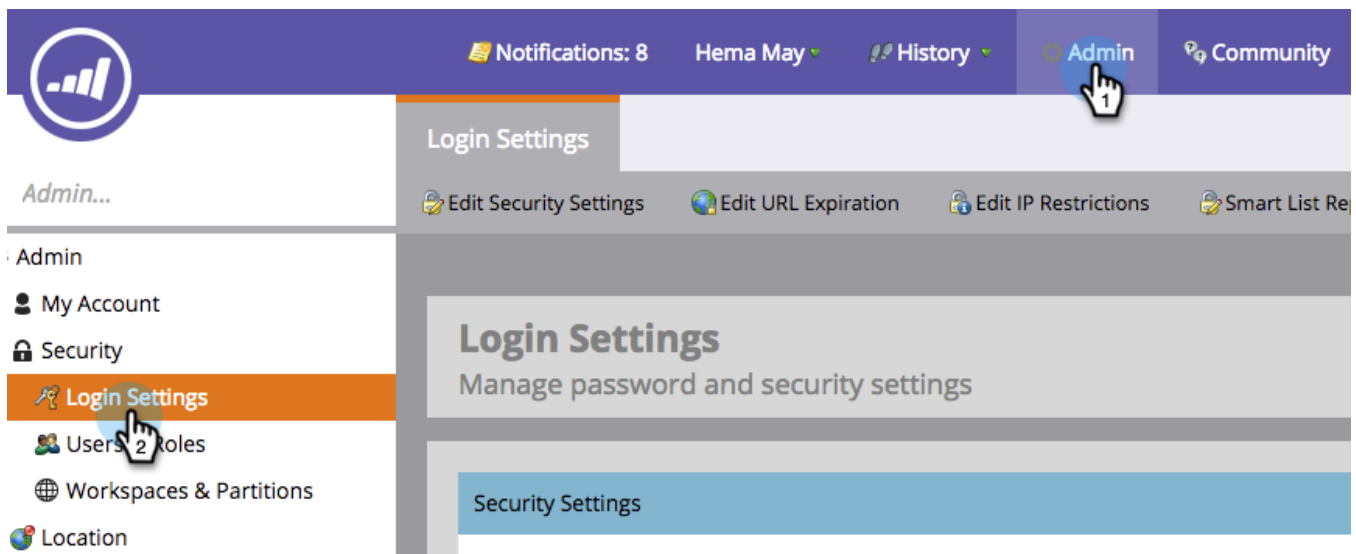 Notifications: 8 Hema May History Admin Community
1
Login Settings
Admin...
Edit Security Settings Edit URL Expiration Edit IP Restrictions Smart List
Admin
My Account
Security
Login Settings
2
Users Roles
Workspaces & Partitions
Location
Login Settings
Manage password and security settings
Security Settings